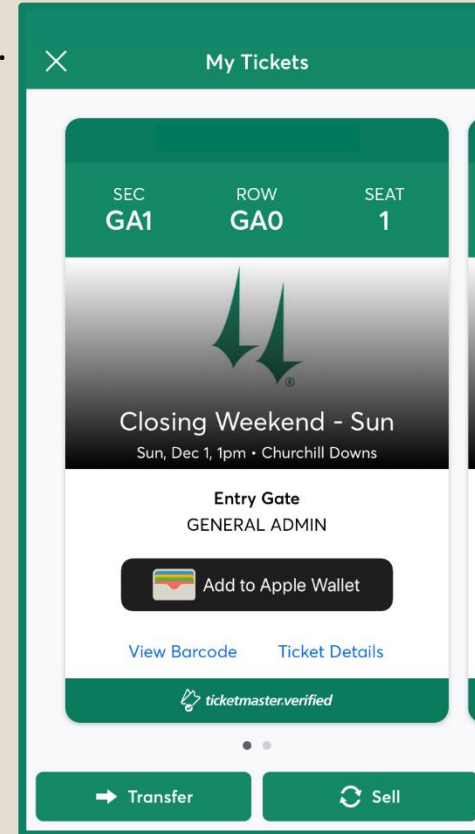 My Tickets
SEC ROW SEAT
GA1 GA0 1
®
Closing Weekend - Sun
Sun, Dec 1, 1pm • Churchill Downs
Entry Gate
GENERAL ADMIN
Add to Apple Wallet
View Barcode Ticket Details
ticketmaster.verified
Transfer Sell